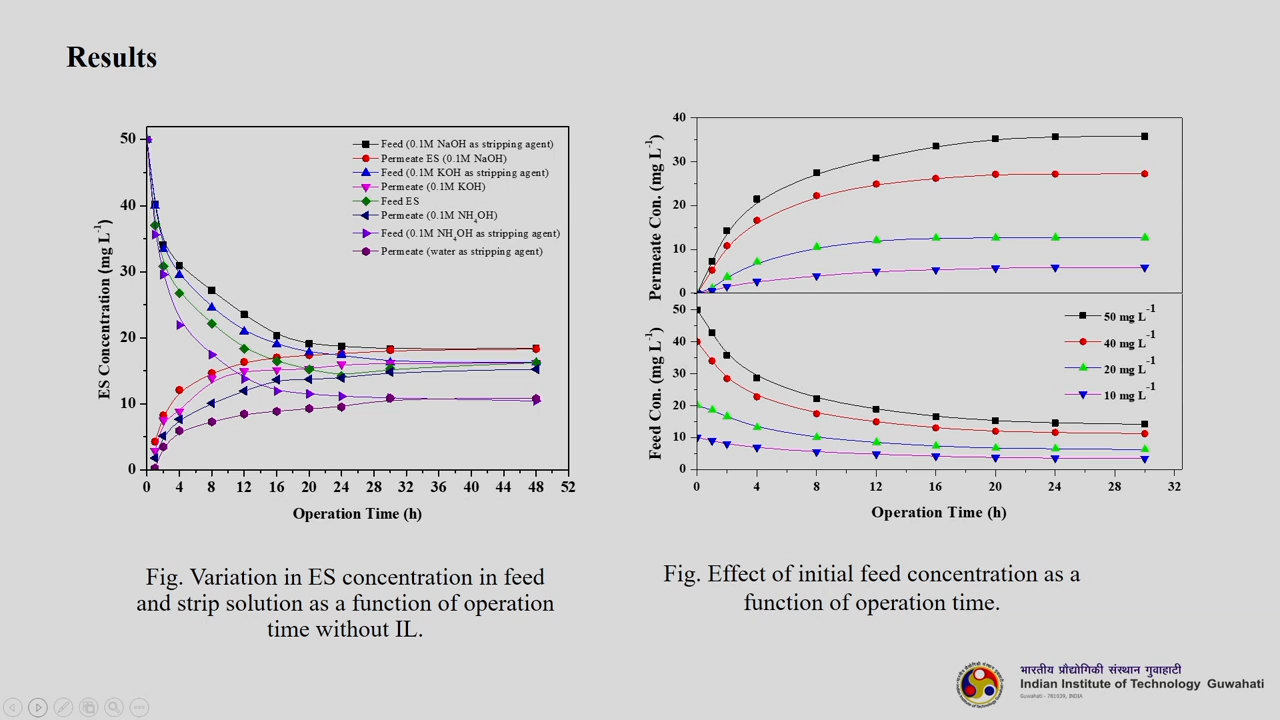 Results
50
40
30
20
10
0
ES Concentration (mg L-1)
Feed (0.1M NaOH as stripping agent)
Permeate ES (0.1M NaOH)
Feed (0.1M KOH as stripping agent)
Permeate (0.1M KOH)
Feed ES
Permeate (0.1M NH4OH)
Feed (0.1M NH4OH as stripping agent)
Permeate (water as stripping agent)
0 4 8 12 16 20 24 28 32 36 40 44 48 52
Operation Time (h)
Fig. Variation in ES concentration in feed
and strip solution as a function of operation
time without IL.
40
30
20
10
0
Permeate Con. (mg L-1)
50
40
30
20
10
0
Feed Con. (mg L-1)
50 mg L-1
40 mg L-1
20 mg L-1
10 mg L-1
0 4 8 12 16 20 24 28 32
Operation Time (h)
Fig. Effect of initial feed concentration as a
function of operation time.
भारतीय प्रौद्योगिकी संस्थान गुवाहाटी
Indian Institute of Technology Guwahati
Guwahati - 781039, INDIA